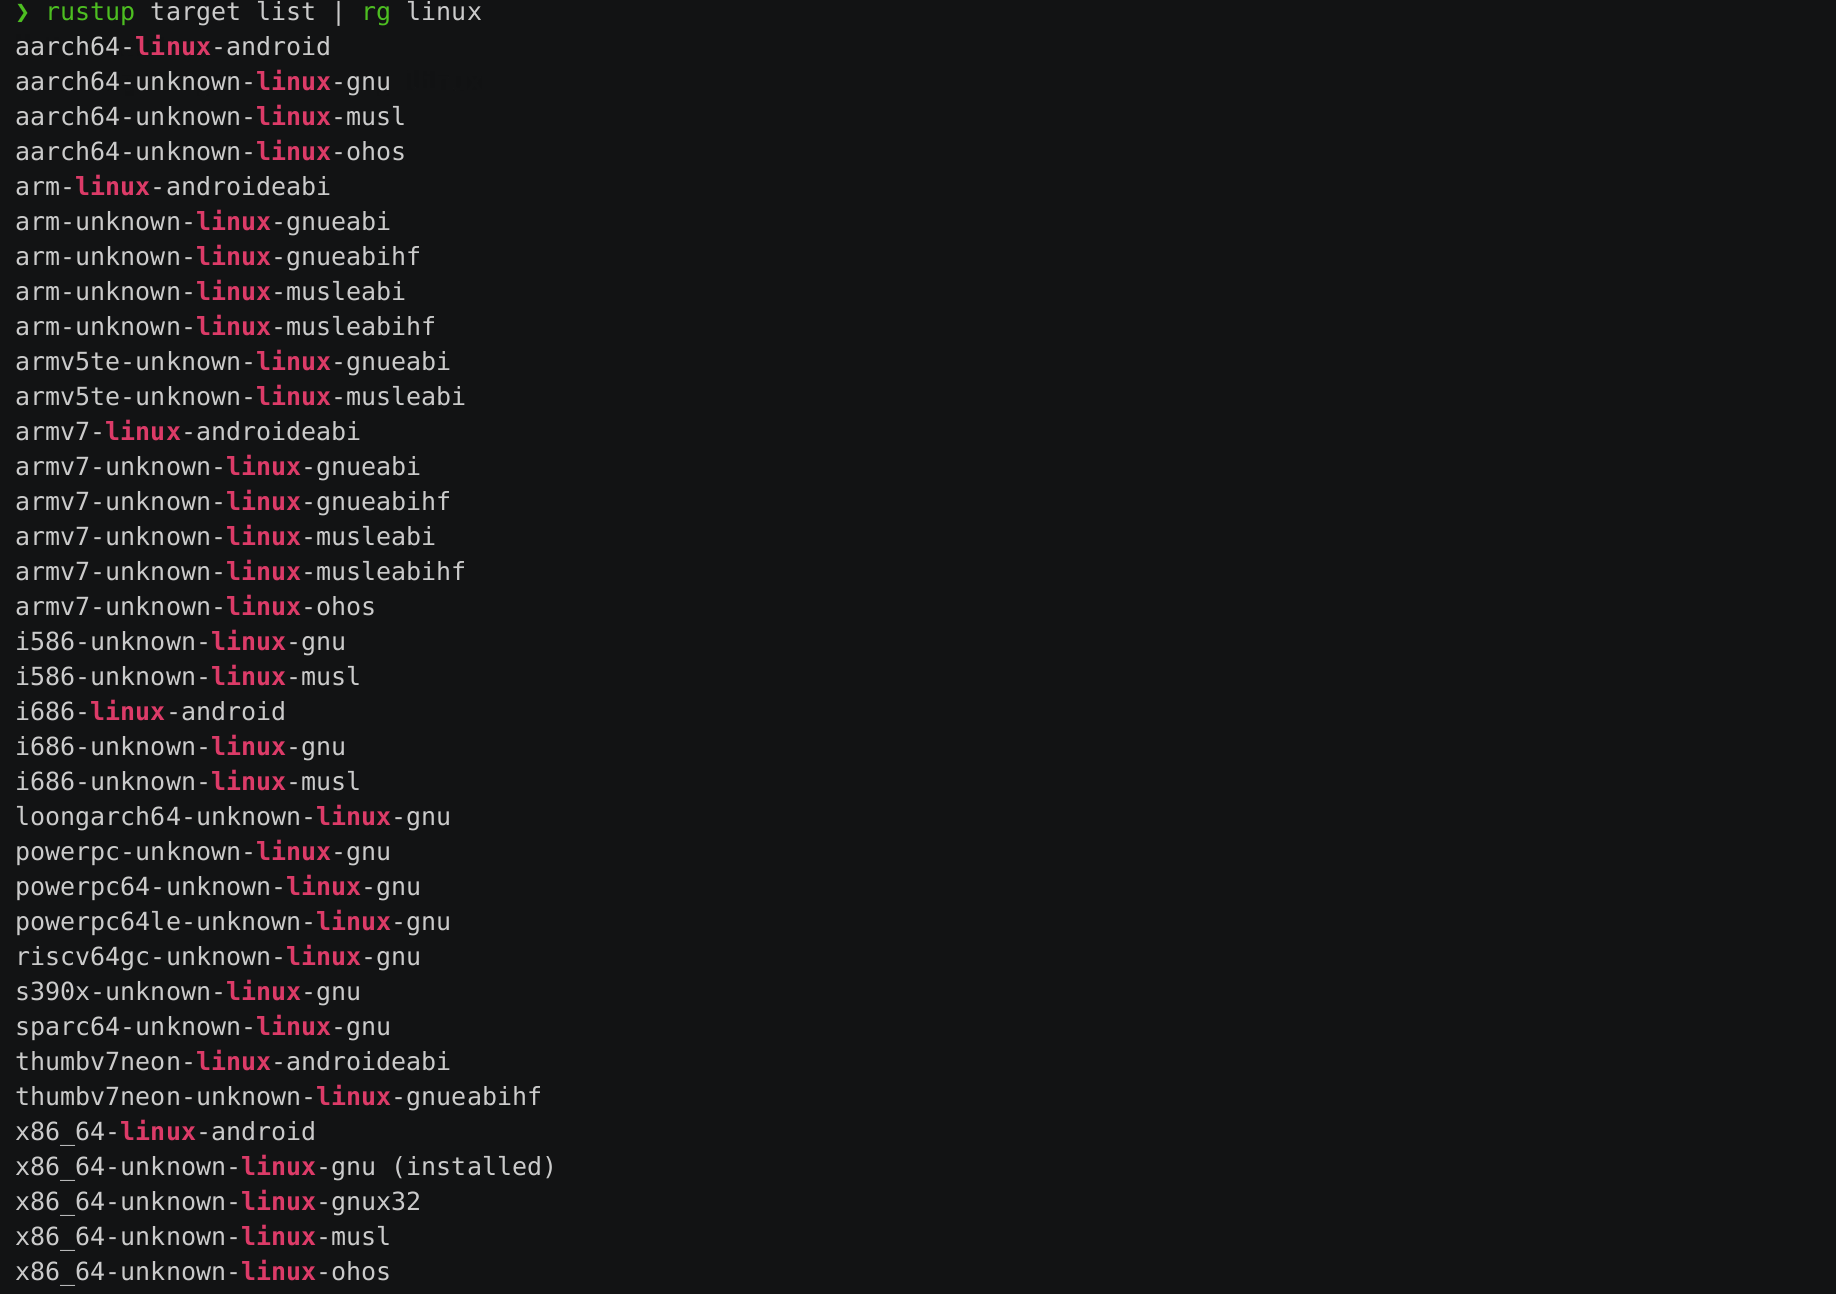 ❯ rustup target list | rg linux
aarch64-linux-android
aarch64-unknown-linux-gnu
aarch64-unknown-linux-musl
aarch64-unknown-linux-ohos
arm-linux-androideabi
arm-unknown-linux-gnueabi
arm-unknown-linux-gnueabihf
arm-unknown-linux-musleabi
arm-unknown-linux-musleabihf
armv5te-unknown-linux-gnueabi
armv5te-unknown-linux-musleabi
armv7-linux-androideabi
armv7-unknown-linux-gnueabi
armv7-unknown-linux-gnueabihf
armv7-unknown-linux-musleabi
armv7-unknown-linux-musleabihf
armv7-unknown-linux-ohos
i586-unknown-linux-gnu
i586-unknown-linux-musl
i686-linux-android
i686-unknown-linux-gnu
i686-unknown-linux-musl
loongarch64-unknown-linux-gnu
powerpc-unknown-linux-gnu
powerpc64-unknown-linux-gnu
powerpc64le-unknown-linux-gnu
riscv64gc-unknown-linux-gnu
s390x-unknown-linux-gnu
sparc64-unknown-linux-gnu
thumbv7neon-linux-androideabi
thumbv7neon-unknown-linux-gnueabihf
x86_64-linux-android
x86_64-unknown-linux-gnu (installed)
x86_64-unknown-linux-gnux32
x86_64-unknown-linux-musl
x86_64-unknown-linux-ohos